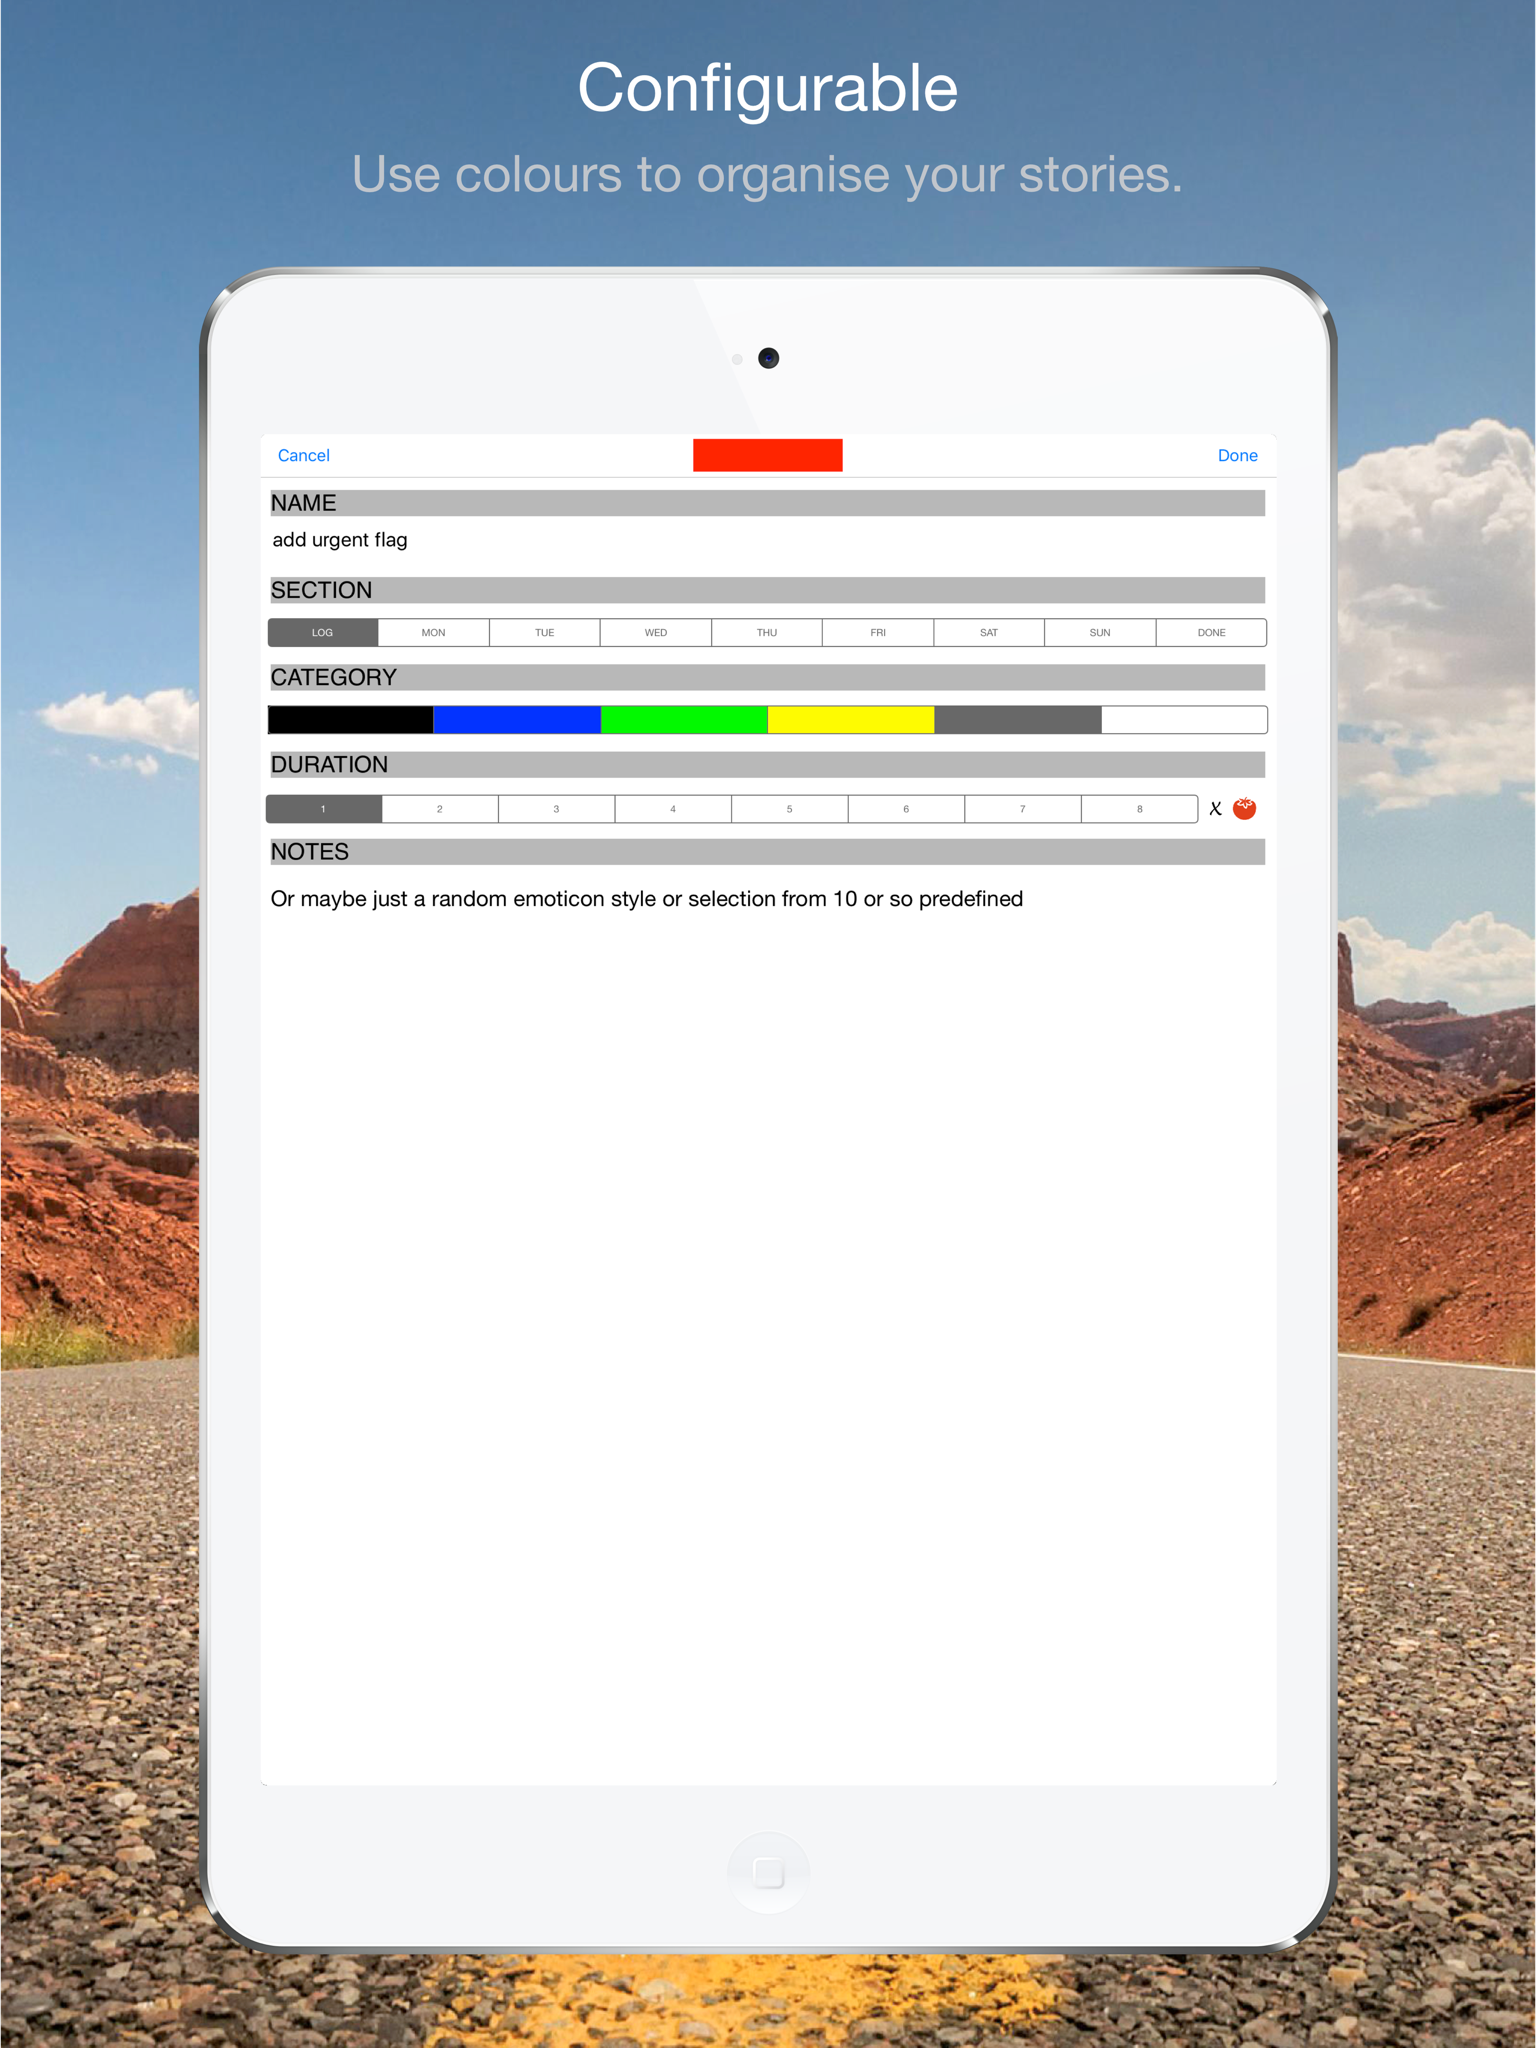 Configurable
Use colours to organise your stories.
Cancel
Done
NAME
add urgent flag
SECTION
LOG MON TUE WED THU FRI SAT SUN DONE
CATEGORY
DURATION
1 2 3 4 5 6 7 8 X
NOTES
Or maybe just a random emoticon style or selection from 10 or so predefined